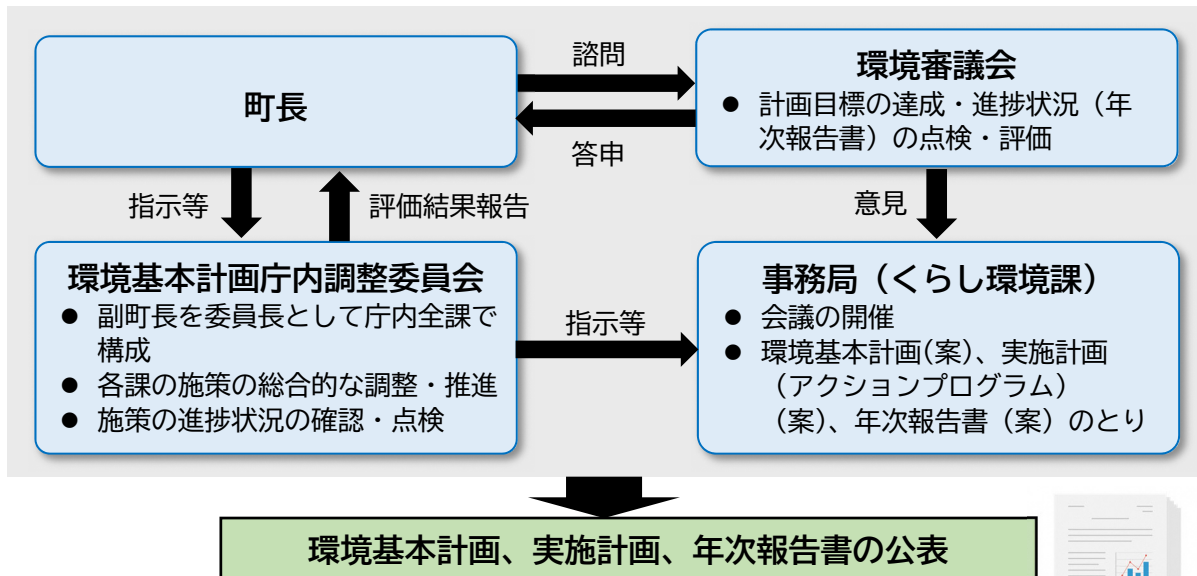 町長
諮問
答申
環境審議会
● 計画目標の達成・進捗状況（年
次報告書）の点検・評価
指示等
評価結果報告
意見
環境基本計画庁内調整委員会
● 副町長を委員長として庁内全課で
構成
● 各課の施策の総合的な調整・推進
● 施策の進捗状況の確認・点検
指示等
事務局（くらし環境課）
● 会議の開催
● 環境基本計画(案)、実施計画
（アクションプログラム）
（案）、年次報告書（案）のとり
環境基本計画、実施計画、年次報告書の公表